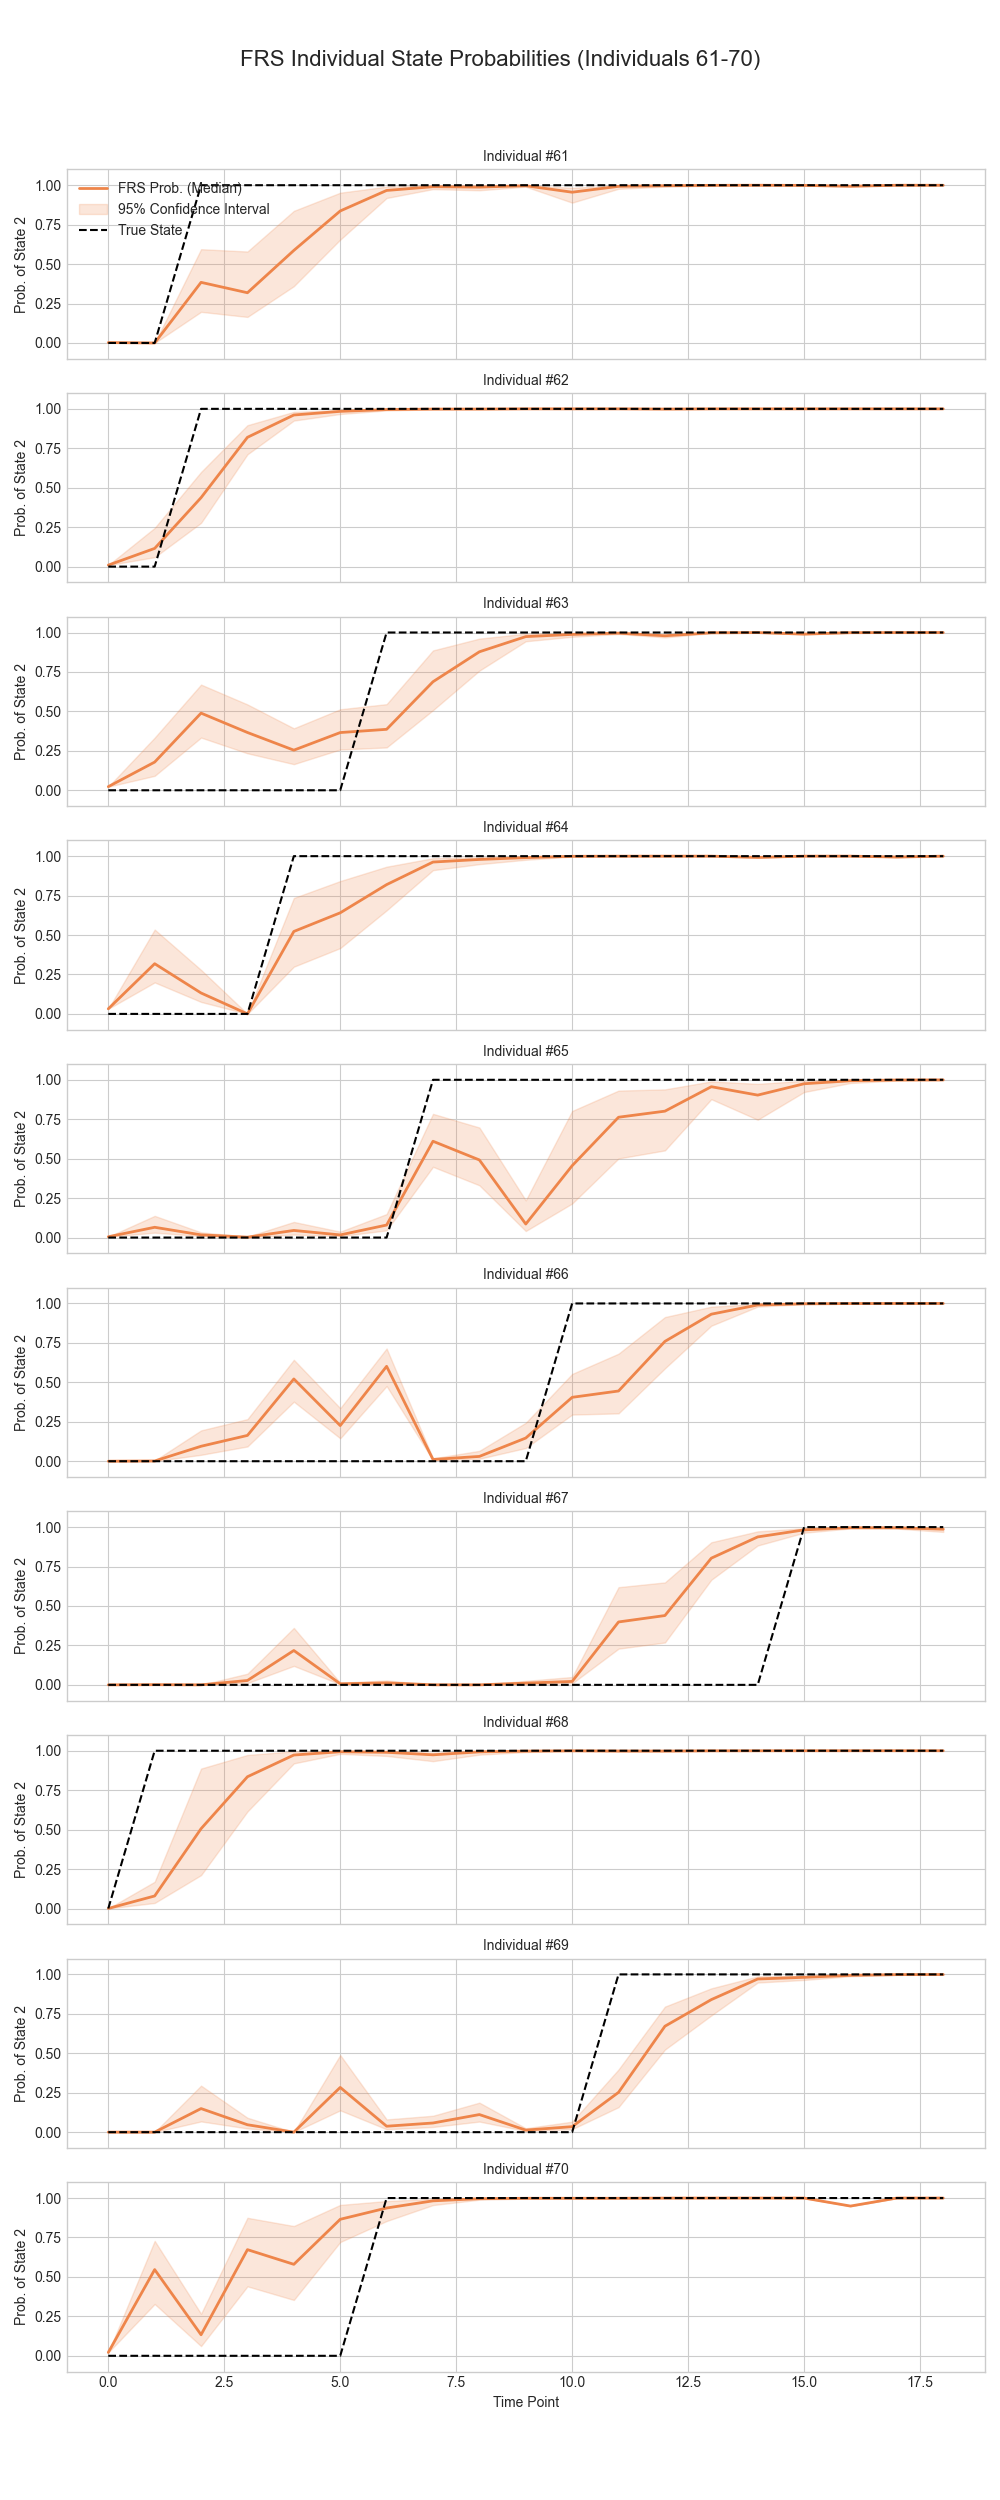 FRS Individual State Probabilities (Individuals 61-70)
Individual #61
FRS Prob. (Median)
95% Confidence Interval
True State
Prob. of State 2
1.00
0.75
0.50
0.25
0.00
Individual #62
Prob. of State 2
1.00
0.75
0.50
0.25
0.00
Individual #63
Prob. of State 2
1.00
0.75
0.50
0.25
0.00
Individual #64
Prob. of State 2
1.00
0.75
0.50
0.25
0.00
Individual #65
Prob. of State 2
1.00
0.75
0.50
0.25
0.00
Individual #66
Prob. of State 2
1.00
0.75
0.50
0.25
0.00
Individual #67
Prob. of State 2
1.00
0.75
0.50
0.25
0.00
Individual #68
Prob. of State 2
1.00
0.75
0.50
0.25
0.00
Individual #69
Prob. of State 2
1.00
0.75
0.50
0.25
0.00
Individual #70
Prob. of State 2
1.00
0.75
0.50
0.25
0.00
0.0 2.5 5.0 7.5 10.0 12.5 15.0 17.5
Time Point